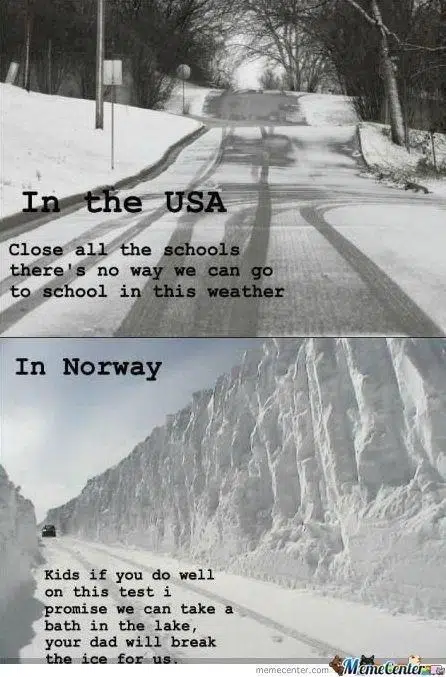 In the USA
Close all the schools
there's no way we can go
to school in this weather
In Norway
Kids if you do well
on this test i
promise we can take a
bath in the lake,
your dad will break
the ice for us.
memecenter.com MemeCenter